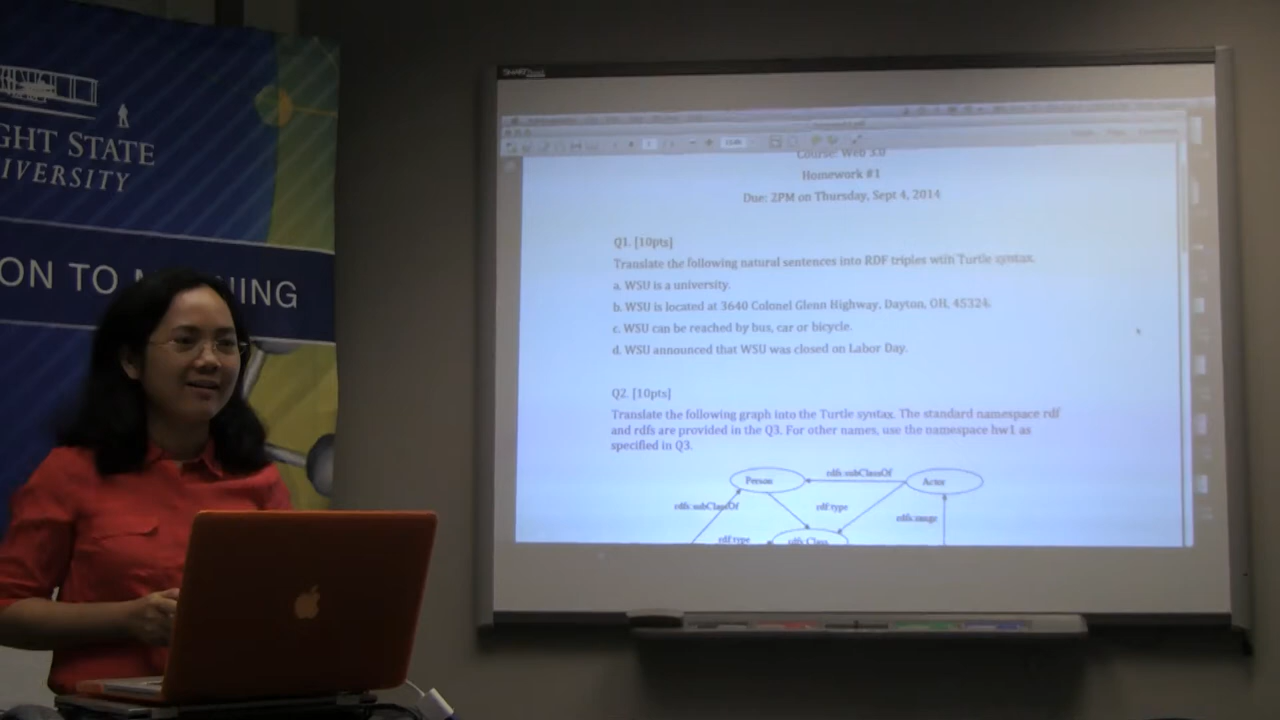 GHT STATE
IVERSITY
ON TO M NING
SMART
Course: Web 3.0
Homework #1
Due: 2PM on Thursday, Sept 4, 2014
Q1. [10pts]
Translate the following natural sentences into RDF triples with Turtle syntax.
a. WSU is a university.
b. WSU is located at 3640 Colonel Glenn Highway, Dayton, OH, 45324.
c. WSU can be reached by bus, car or bicycle.
d. WSU announced that WSU was closed on Labor Day.
Q2. [10pts]
Translate the following graph into the Turtle syntax. The standard namespace rdf
and rdfs are provided in the Q3. For other names, use the namespace hw1 as
specified in Q3.
rdfs:subClassOf
Person
Actor
rdfs:subClassOf
rdf:type
rdfs:range
rdf:type
rdfs:Class